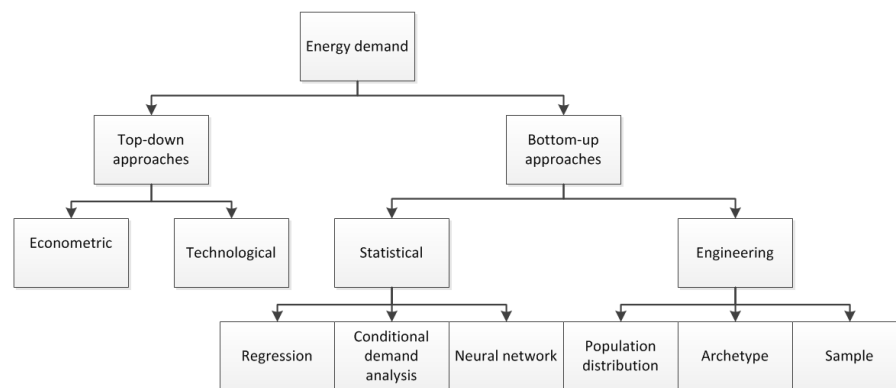 Energy demand
Top-down
approaches
Bottom-up
approaches
Econometric
Technological
Statistical
Engineering
Regression
Conditional
demand
analysis
Neural network
Population
distribution
Archetype
Sample